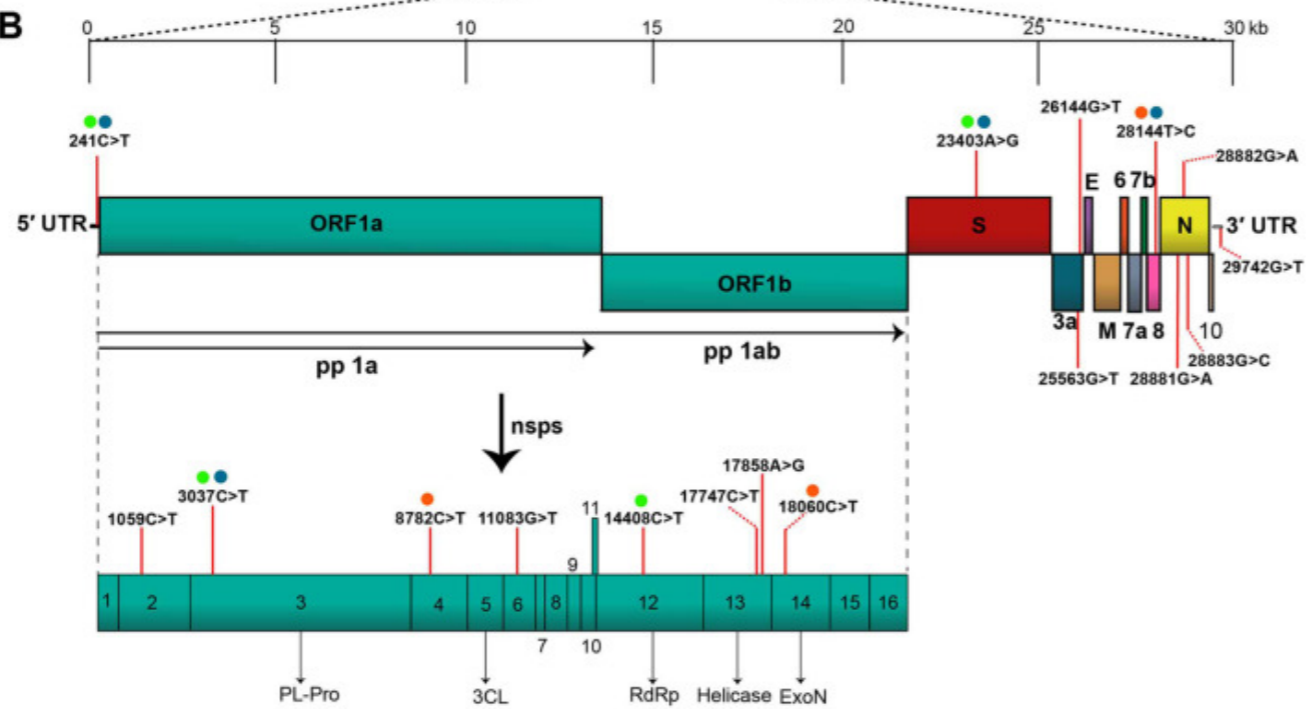 B
0 5 10 15 20 25 30 kb
26144G>T
241C>T 23403A>G 28144T>C
28882G>A
E 6 7b
5′ UTR ORF1a S N 3′ UTR
29742G>T
ORF1b
3a M 7a 8 10
pp 1a pp 1ab
28883G>C
25563G>T 28881G>A
nsps
17858A>G
3037C>T 17747C>T 18060C>T
1059C>T 8782C>T 11083G>T 11 14408C>T
9
1 2 3 4 5 6 8 12 13 14 15 16
7 10
PL-Pro 3CL RdRp Helicase ExoN